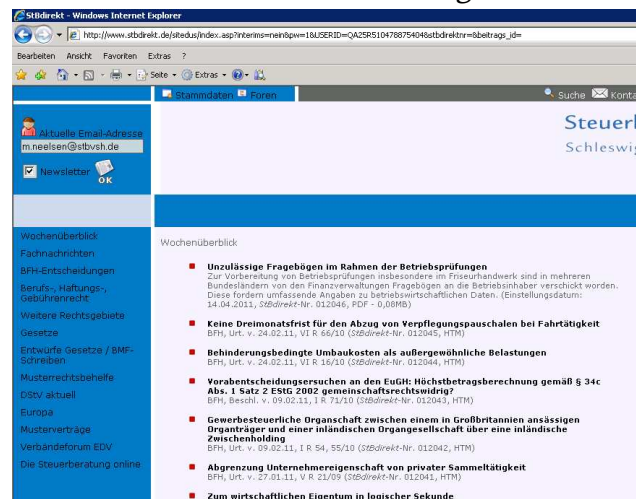 StBdirekt - Windows Internet Explorer
http://www.stbdirekt.de/sitedus/index.asp?interims=nein&pw=1&USERID=QA25R5104788754048&stbdirektnr=&beitrags_id=
Bearbeiten Ansicht Favoriten Extras ?
Seite Extras
Stammdaten Foren Suche Konta
Aktuelle Email-Adresse
m.neelsen@stbvsh.de
Newsletter OK
Steuerl
Schleswig
Wochenüberblick
Fachnachrichten
BFH-Entscheidungen
Berufs-, Haftungs-,
Gebührenrecht
Weitere Rechtsgebiete
Gesetze
Entwürfe Gesetze / BMF-
Schreiben
Musterrechtsbehelfe
DStV aktuell
Europa
Musterverträge
Verbändeforum EDV
Die Steuerberatung online
Wochenüberblick
Unzulässige Fragebögen im Rahmen der Betriebsprüfungen
Zur Vorbereitung von Betriebsprüfungen insbesondere im Friseurhandwerk sind in mehreren
Bundesländern von den Finanzverwaltungen Fragebögen an die Betriebsinhaber verschickt worden.
Diese fordern umfassende Angaben zu betriebswirtschaftlichen Daten. (Einstellungsdatum:
14.04.2011, StBdirekt-Nr. 012046, PDF - 0,08MB)
Keine Dreimonatsfrist für den Abzug von Verpflegungspauschalen bei Fahrtätigkeit
BFH, Urt. v. 24.02.11, VI R 66/10 (StBdirekt-Nr. 012045, HTM)
Behinderungsbedingte Umbaukosten als außergewöhnliche Belastungen
BFH, Urt. v. 24.02.11, VI R 16/10 (StBdirekt-Nr. 012044, HTM)
Vorabentscheidungsersuchen an den EuGH: Höchstbetragsberechnung gemäß § 34c
Abs. 1 Satz 2 EStG 2002 gemeinschaftsrechtswidrig?
BFH, Beschl. v. 09.02.11, I R 71/10 (StBdirekt-Nr. 012043, HTM)
Gewerbesteuerliche Organschaft zwischen einem in Großbritannien ansässigen
Organträger und einer inländischen Organgesellschaft über eine inländische
Zwischenholding
BFH, Urt. v. 09.02.11, I R 54, 55/10 (StBdirekt-Nr. 012042, HTM)
Abgrenzung Unternehmereigenschaft von privater Sammeltätigkeit
BFH, Urt. v. 27.01.11, V R 21/09 (StBdirekt-Nr. 012041, HTM)
Zum wirtschaftlichen Eigentum in logischer Sekunde